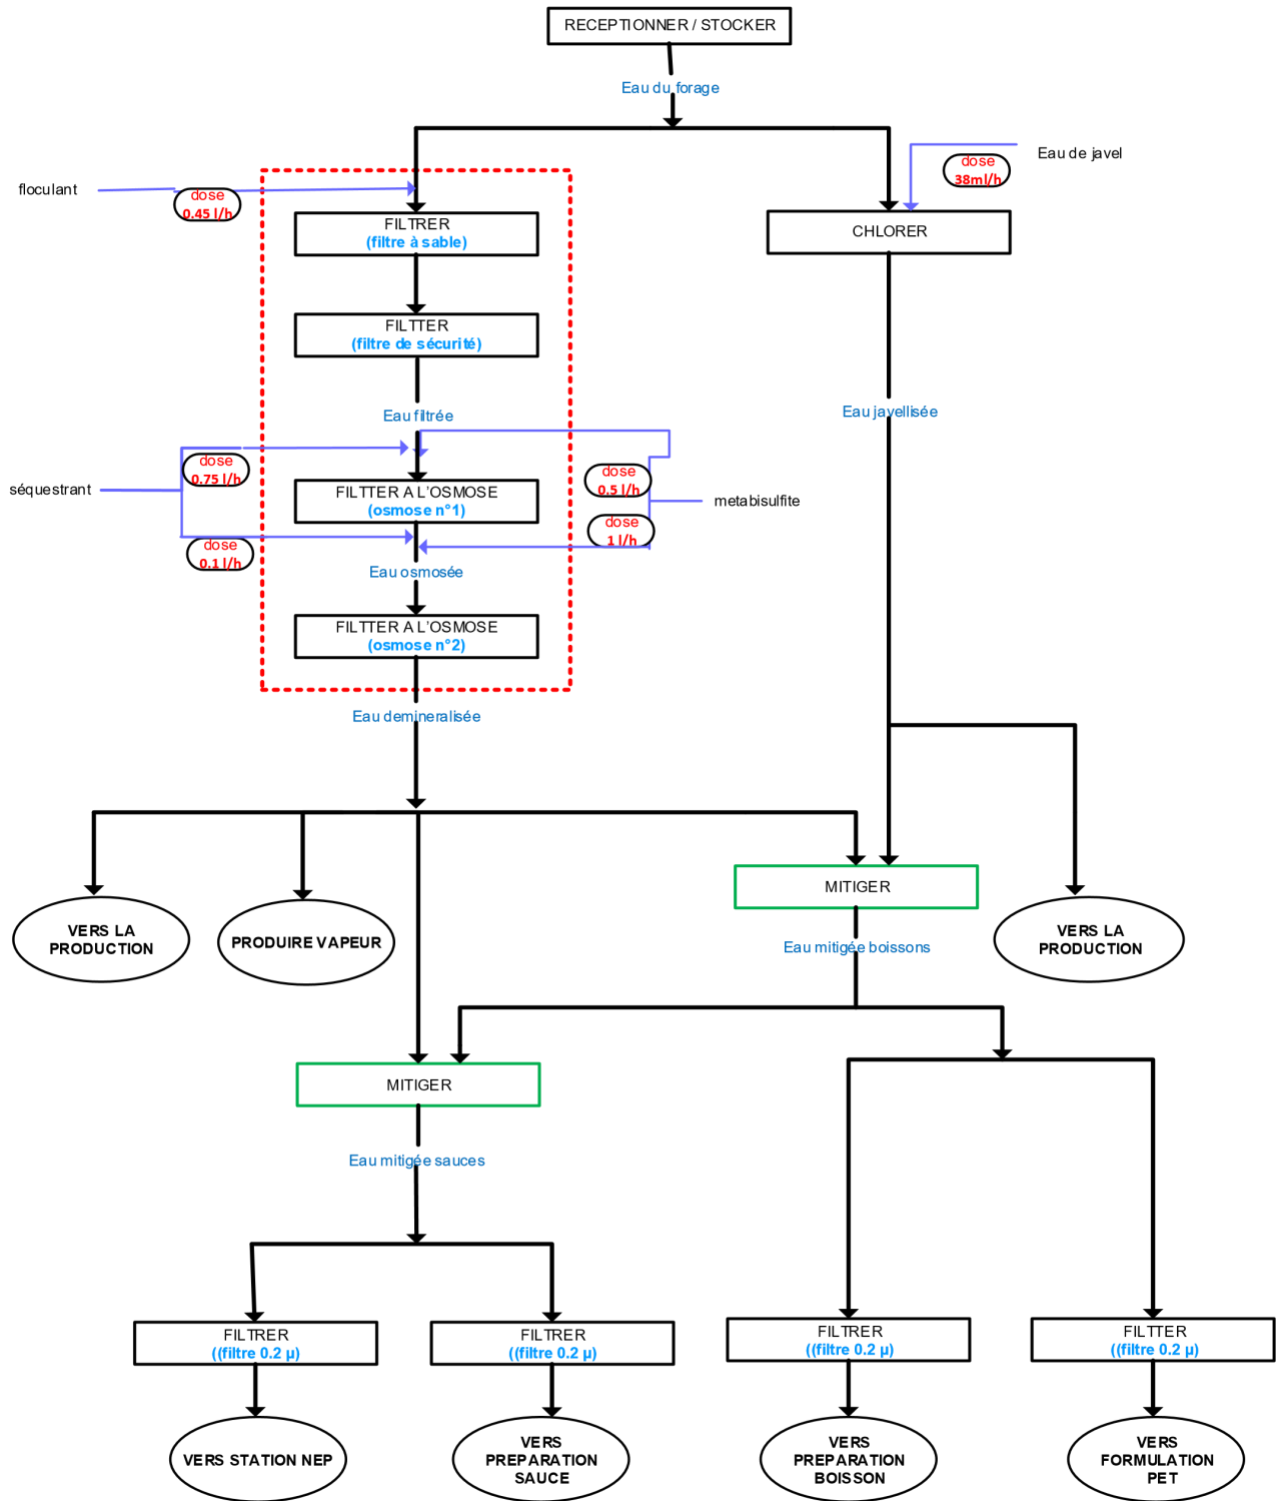 RECEPTIONNER / STOCKER
Eau du forage
Eau de javel
dose
38ml/h
floculant
dose
0.45 l/h
FILTRER
(filtre à sable)
CHLORER
FILTTER
(filtre de sécurité)
Eau filtrée
Eau javellisée
séquestrant
dose
0.75 l/h
dose
0.5 l/h
metabisulfite
FILTTER A L'OSMOSE
(osmose n°1)
dose
1 l/h
dose
0.1 l/h
Eau osmosée
FILTTER A L'OSMOSE
(osmose n°2)
Eau demineralisée
MITIGER
VERS LA
PRODUCTION
PRODUIRE VAPEUR
Eau mitigée boissons
VERS LA
PRODUCTION
MITIGER
Eau mitigée sauces
FILTRER
((filtre 0.2 µ)
FILTRER
((filtre 0.2 µ)
FILTRER
((filtre 0.2 µ)
FILTTER
((filtre 0.2 µ)
VERS STATION NEP
VERS
PREPARATION
SAUCE
VERS
PREPARATION
BOISSON
VERS
FORMULATION
PET